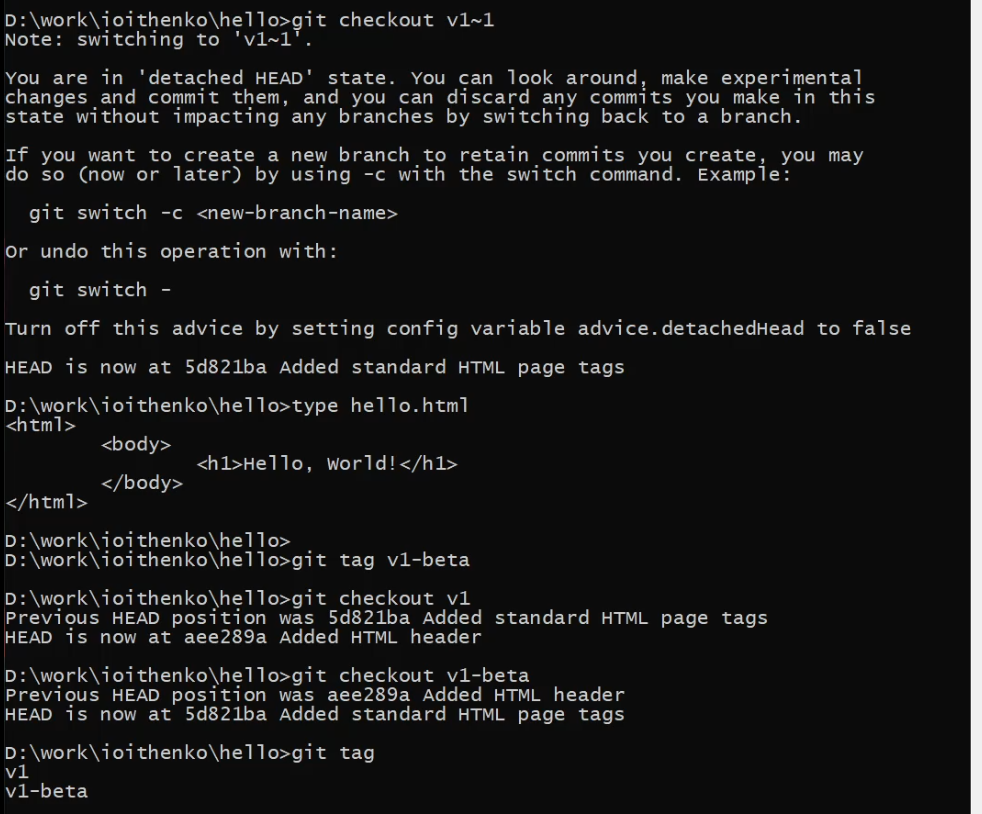 D:\work\ioithenko\hello>git checkout v1~1
Note: switching to 'v1~1'.
You are in 'detached HEAD' state. You can look around, make experimental
changes and commit them, and you can discard any commits you make in this
state without impacting any branches by switching back to a branch.
If you want to create a new branch to retain commits you create, you may
do so (now or later) by using -c with the switch command. Example:
git switch -c <new-branch-name>
Or undo this operation with:
git switch -
Turn off this advice by setting config variable advice.detachedHead to false
HEAD is now at 5d821ba Added standard HTML page tags
D:\work\ioithenko\hello>type hello.html
<html>
<body>
<h1>Hello, World!</h1>
</body>
</html>
D:\work\ioithenko\hello>
D:\work\ioithenko\hello>git tag v1-beta
D:\work\ioithenko\hello>git checkout v1
Previous HEAD position was 5d821ba Added standard HTML page tags
HEAD is now at aee289a Added HTML header
D:\work\ioithenko\hello>git checkout v1-beta
Previous HEAD position was aee289a Added HTML header
HEAD is now at 5d821ba Added standard HTML page tags
D:\work\ioithenko\hello>git tag
v1
v1-beta